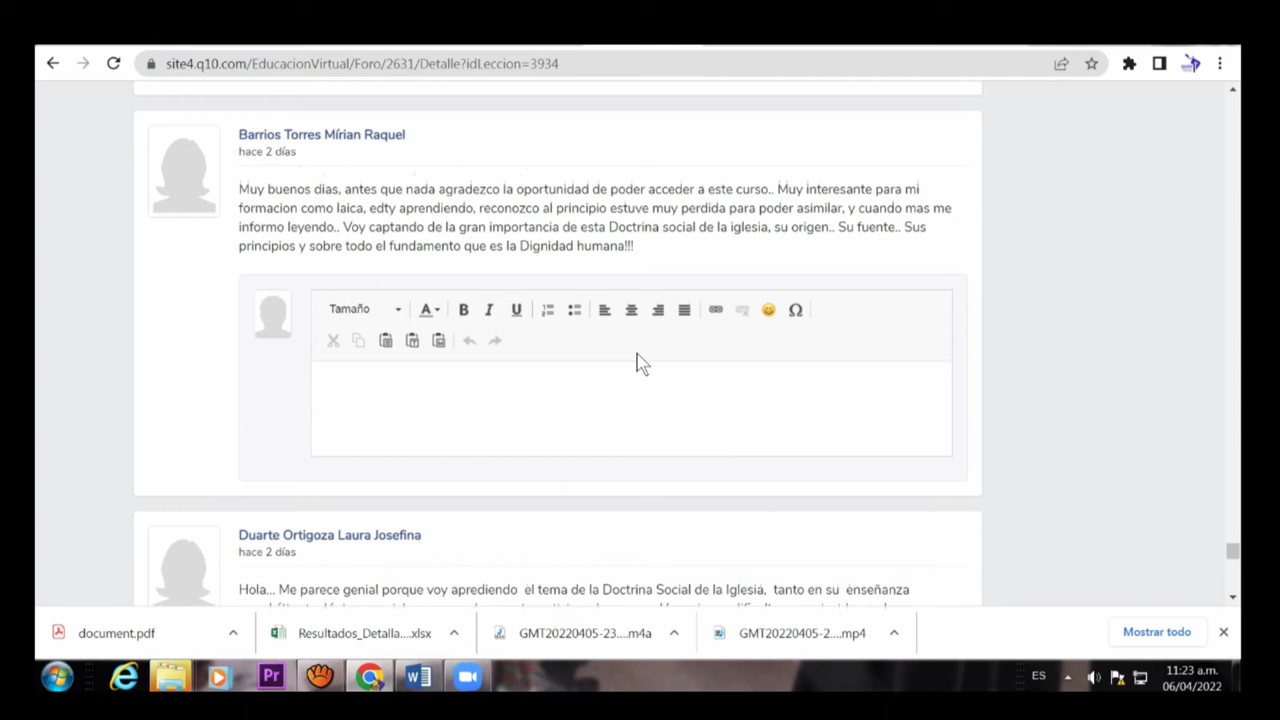 site4.q10.com/EducacionVirtual/Foro/2631/Detalle?idLeccion=3934
Barrios Torres Mírian Raquel
hace 2 días
Muy buenos dias, antes que nada agradezco la oportunidad de poder acceder a este curso.. Muy interesante para mi
formacion como laica, edty aprendiendo, reconozco al principio estuve muy perdida para poder asimilar, y cuando mas me
informo leyendo.. Voy captando de la gran importancia de esta Doctrina social de la iglesia, su origen.. Su fuente.. Sus
principios y sobre todo el fundamento que es la Dignidad humana!!!
Tamaño
A B I U Ω
Duarte Ortigoza Laura Josefina
hace 2 días
Hola... Me parece genial porque voy aprediendo el tema de la Doctrina Social de la Iglesia, tanto en su enseñanza
document.pdf
Resultados_Detalla....xlsx
GMT20220405-23....m4a
GMT20220405-2....mp4
Mostrar todo
Pr
W
ES
11:23 a.m.
06/04/2022